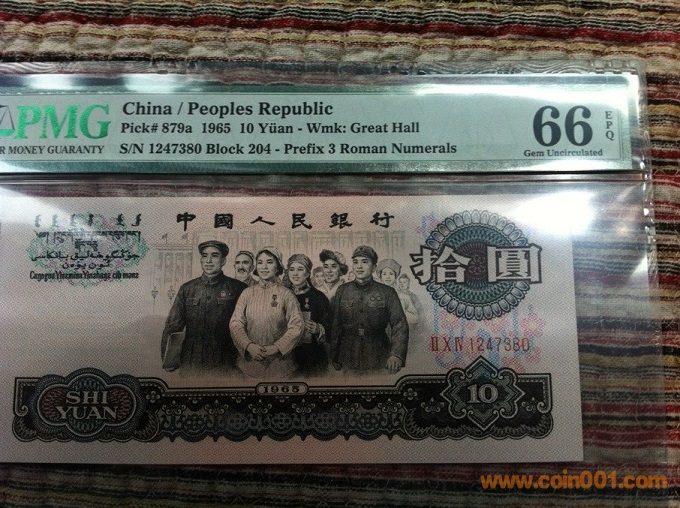 PMG
R MONEY GUARANTY
China / Peoples Republic
Pick# 879a 1965 10 Yüan - Wmk: Great Hall
S/N 1247380 Block 204 - Prefix 3 Roman Numerals
66 EPQ
Gem Uncirculated
中國人民銀行
拾圓
II X IV 1247380
1965
SHI
YUAN
10
www.coin001.com